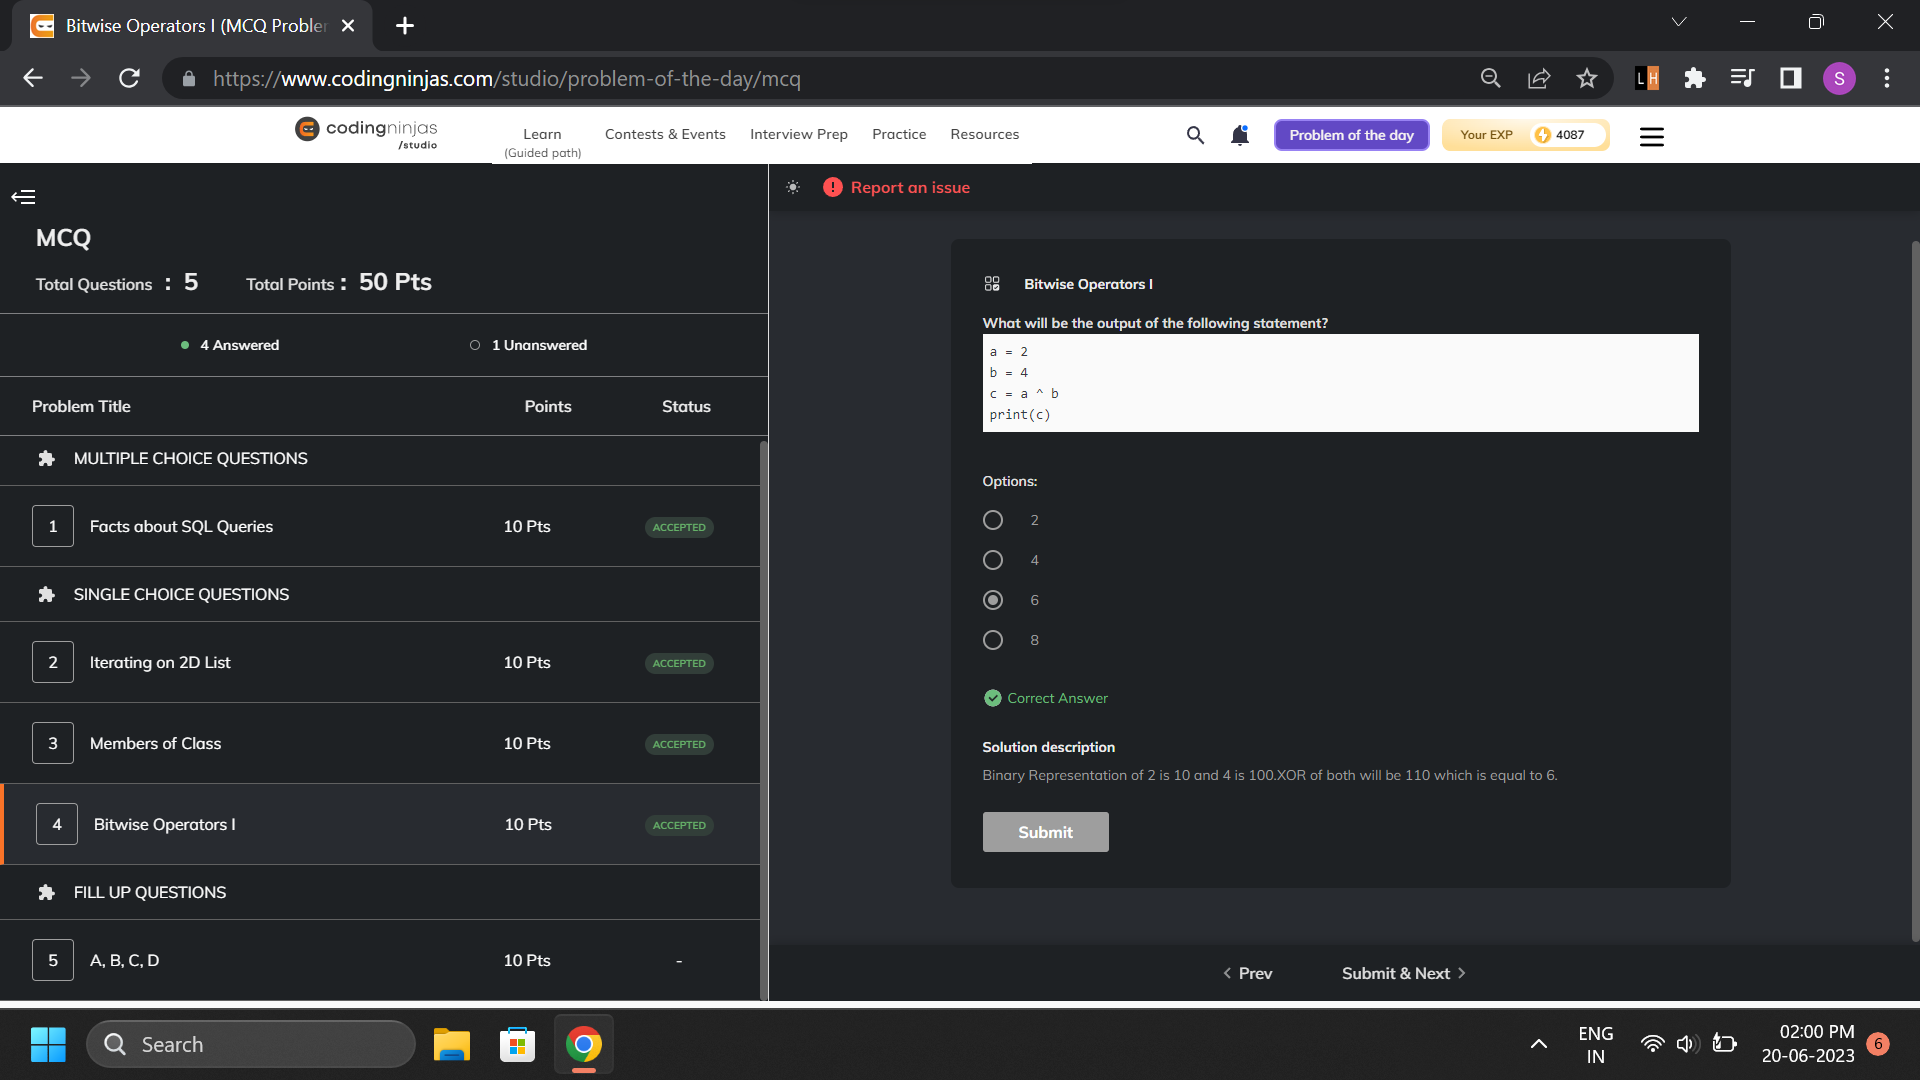 Bitwise Operators I (MCQ Probler
https://www.codingninjas.com/studio/problem-of-the-day/mcq
LH
S
codingninjas
/studio
Learn
(Guided path)
Contests & Events
Interview Prep
Practice
Resources
Problem of the day
Your EXP
4087
MCQ
Total Questions : 5
Total Points : 50 Pts
4 Answered
1 Unanswered
Problem Title
Points
Status
MULTIPLE CHOICE QUESTIONS
1 Facts about SQL Queries 10 Pts ACCEPTED
SINGLE CHOICE QUESTIONS
2 Iterating on 2D List 10 Pts ACCEPTED
3 Members of Class 10 Pts ACCEPTED
4 Bitwise Operators I 10 Pts ACCEPTED
FILL UP QUESTIONS
5 A, B, C, D 10 Pts -
Report an issue
Bitwise Operators I
What will be the output of the following statement?
a = 2
b = 4
c = a ^ b
print(c)
Options:
2
4
6
8
Correct Answer
Solution description
Binary Representation of 2 is 10 and 4 is 100.XOR of both will be 110 which is equal to 6.
Submit
< Prev
Submit & Next >
Search
ENG
IN
02:00 PM
20-06-2023
6